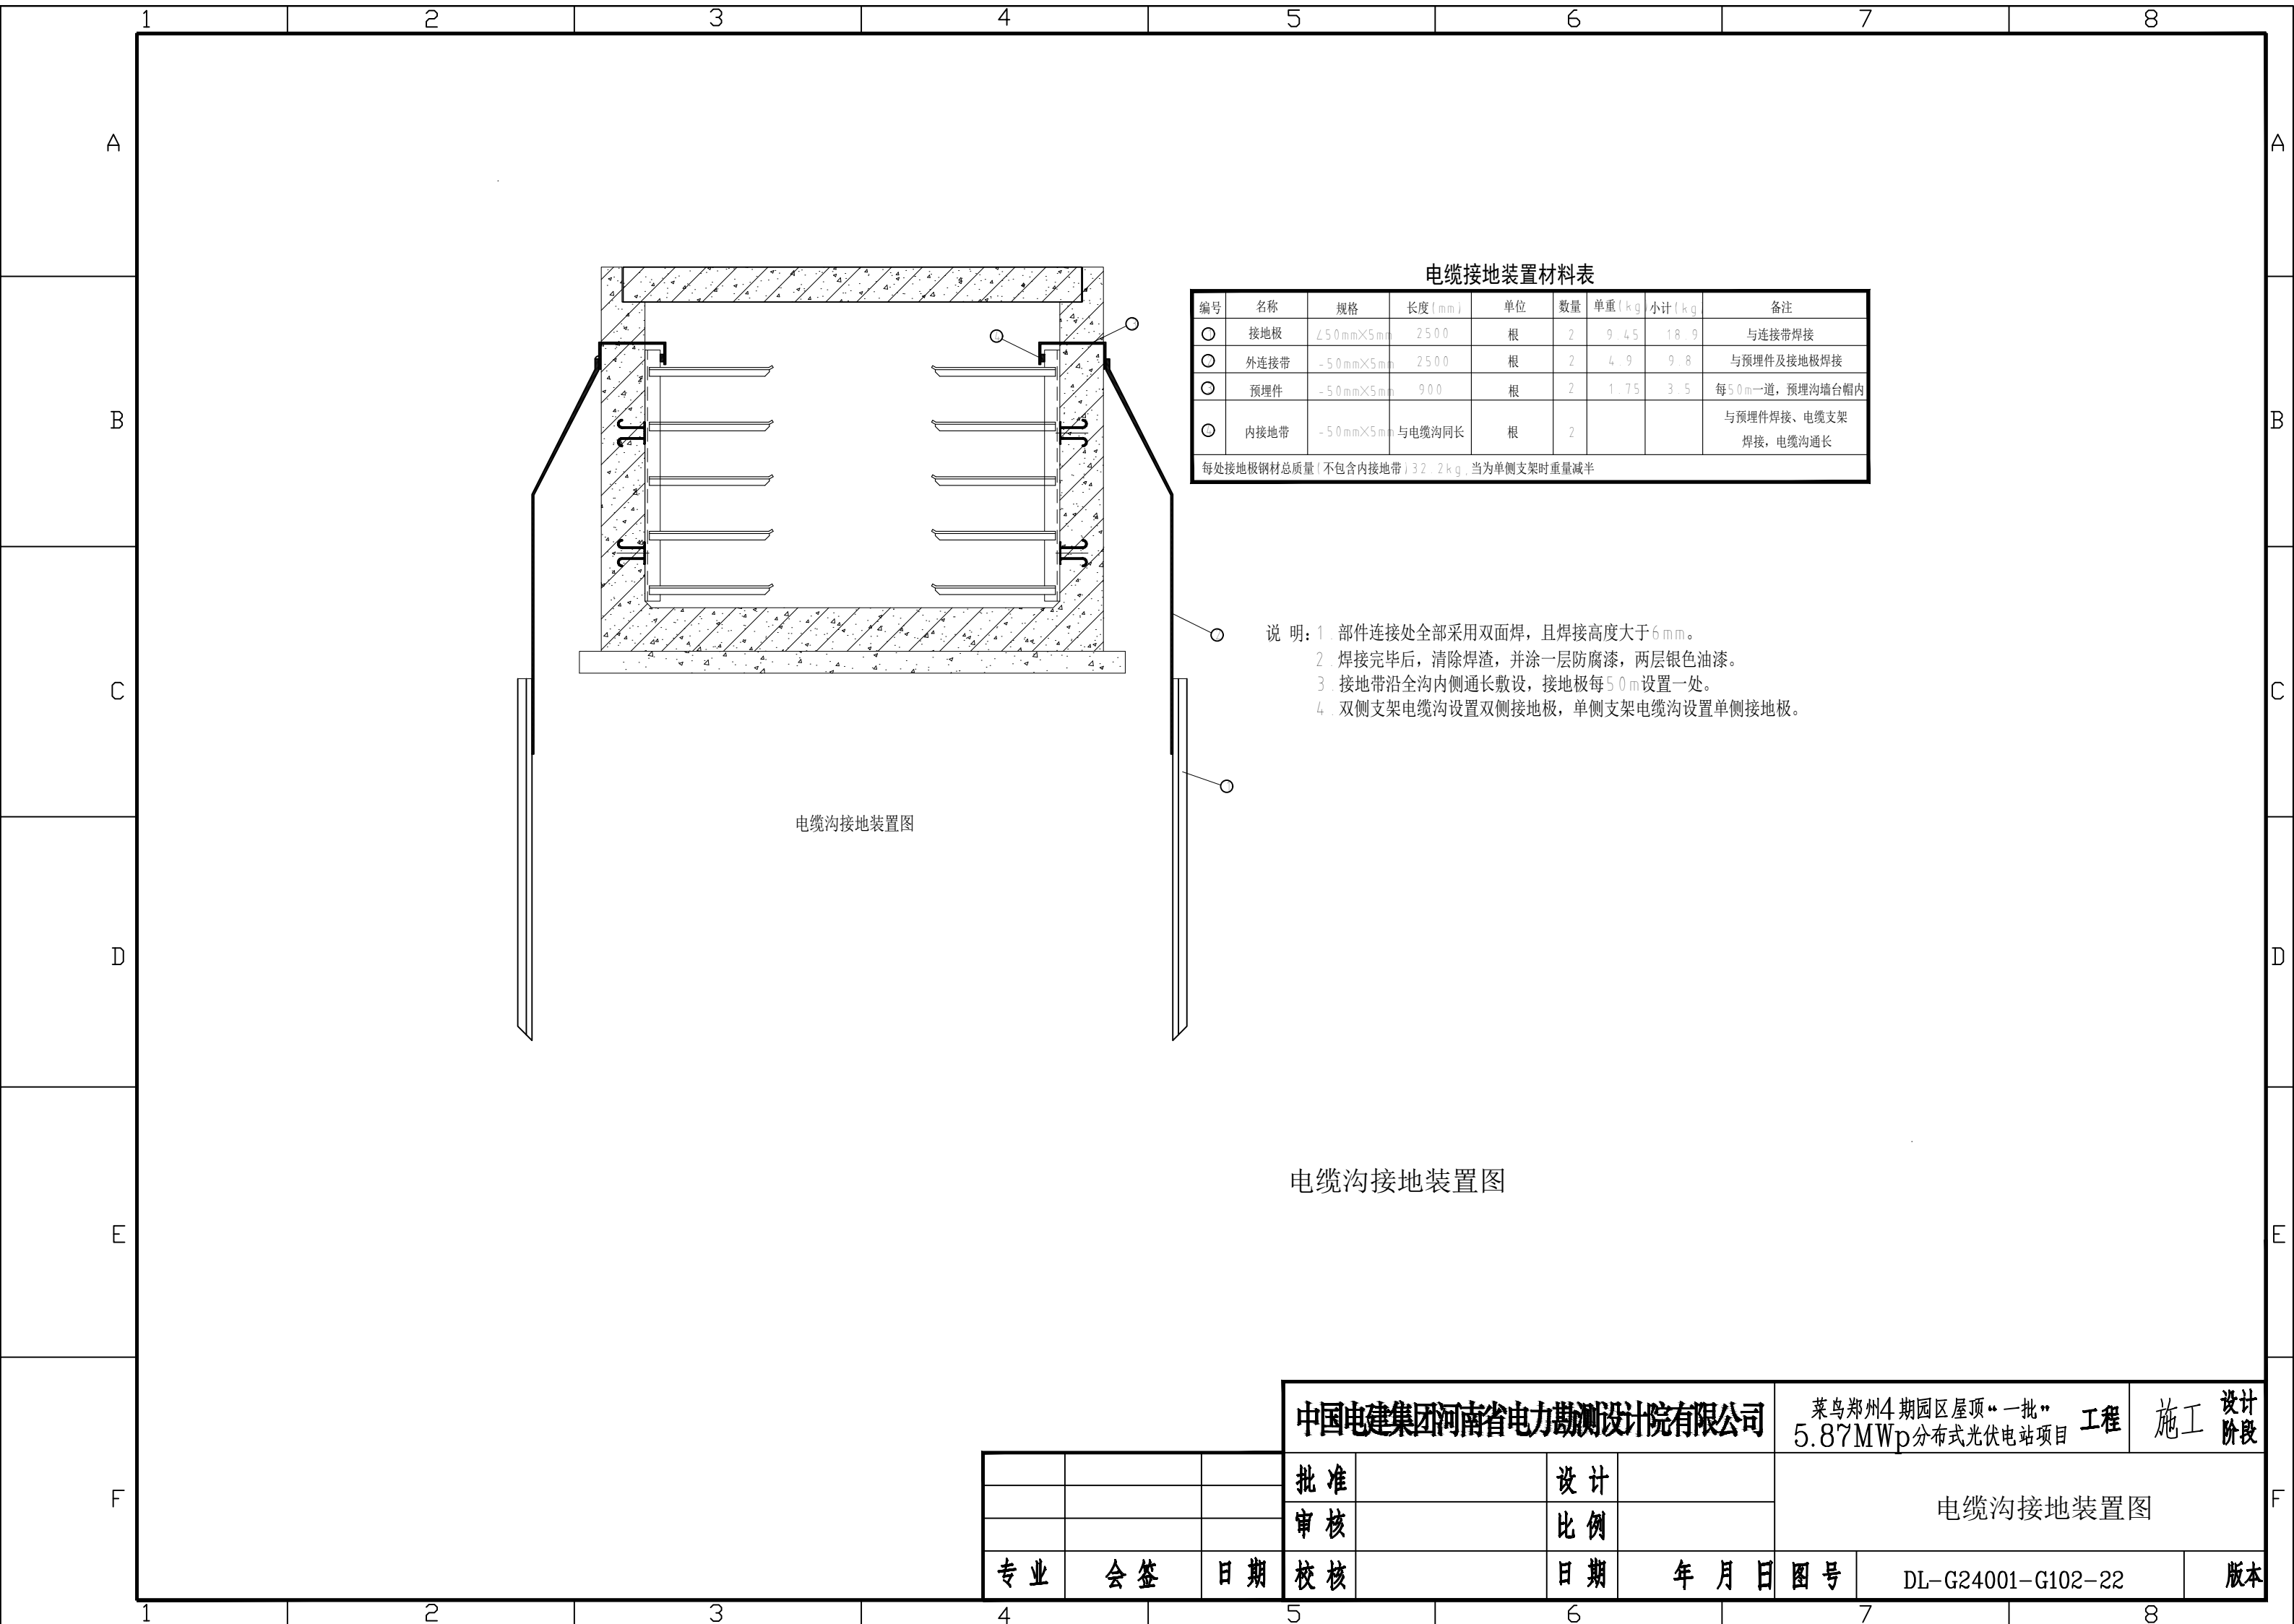 1 2 3 4 5 6 7 8
A A
B B
C C
D D
E E
F F
电缆接地装置材料表
编号 名称 规格 长度(mm) 单位 数量 单重(kg) 小计(kg)
备注
接地极 ∠50mm×5mm 2500 根 2 9.45 18.9 与连接带焊接
外连接带 -50mm×5mm 2500 根 2 4.9 9.8 与预埋件及接地极焊接
预埋件 -50mm×5mm 900 根 2 1.75 3.5 每50m一道，预埋沟墙台帽内
4 内接地带 -50mm×5mm 与电缆沟同长 根 2 与预埋件焊接、电缆支架
焊接，电缆沟通长
每处接地极钢材总质量(不包含内接地带)32.2kg,当为单侧支架时重量减半
说 明: 1.部件连接处全部采用双面焊，且焊接高度大于6mm。
2.焊接完毕后，清除焊渣，并涂一层防腐漆，两层银色油漆。
3.接地带沿全沟内侧通长敷设，接地极每50m设置一处。
4.双侧支架电缆沟设置双侧接地极，单侧支架电缆沟设置单侧接地极。
电缆沟接地装置图
电缆沟接地装置图
中国电建集团河南省电力勘测设计院有限公司
菜鸟郑州4期园区屋顶“一批”
5.87MWp分布式光伏电站项目
工程
施工
设计
阶段
批 准 设 计
审 核 比 例
电缆沟接地装置图
专 业 会 签 日 期 校 核 日 期 年 月 日 图 号 DL-G24001-G102-22 版本
1 2 3 4 5 6 7 8